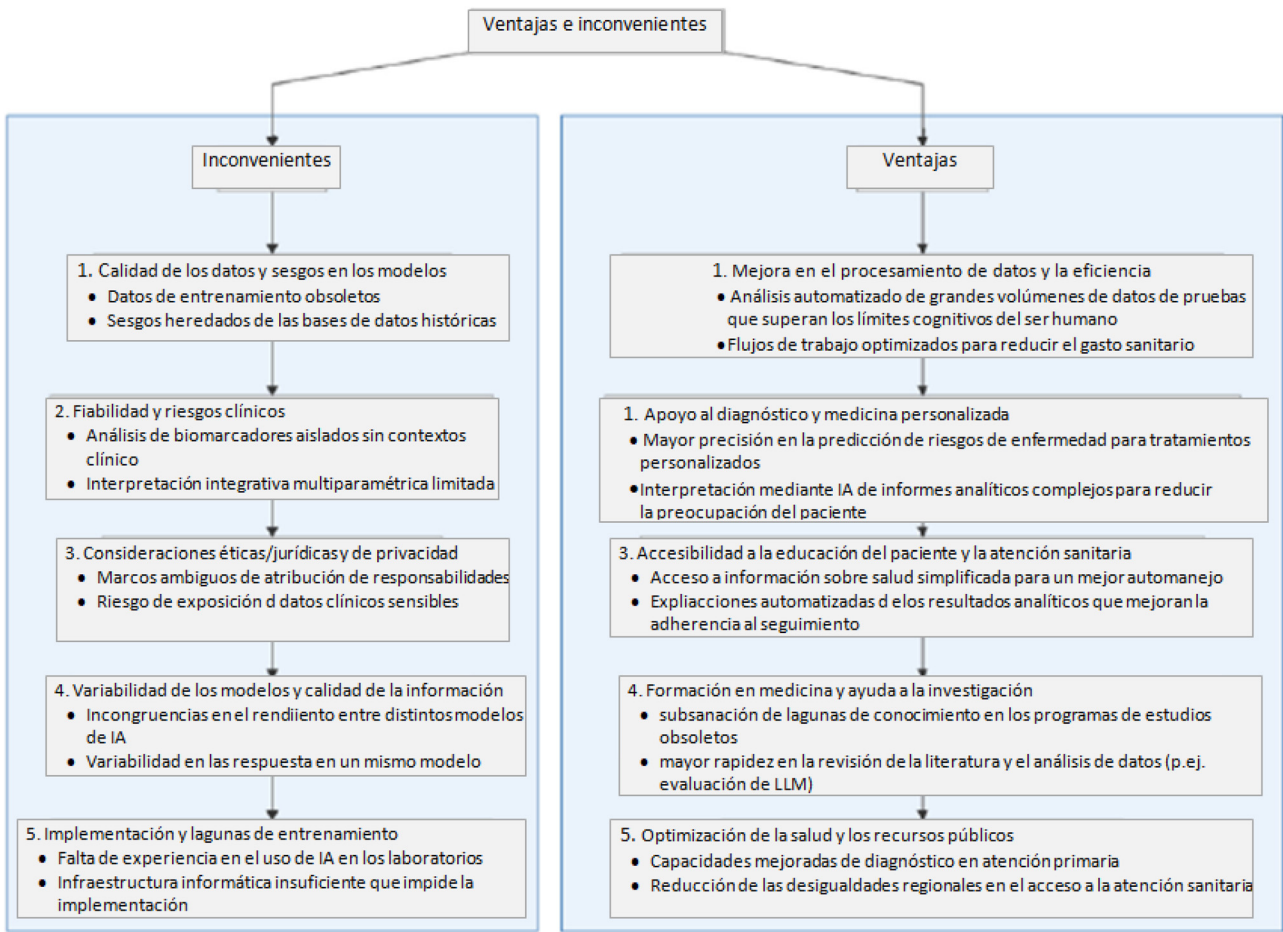 Ventajas e inconvenientes
Inconvenientes
1. Calidad de los datos y sesgos en los modelos
• Datos de entrenamiento obsoletos
• Sesgos heredados de las bases de datos históricas
2. Fiabilidad y riesgos clínicos
• Análisis de biomarcadores aislados sin contextos
clínico
• Interpretación integrativa multiparamétrica limitada
3. Consideraciones éticas/jurídicas y de privacidad
• Marcos ambiguos de atribución de responsabilidades
• Riesgo de exposición d datos clínicos sensibles
4. Variabilidad de los modelos y calidad de la información
• Incongruencias en el rendiiento entre distintos modelos
de IA
• Variabilidad en las respuesta en un mismo modelo
5. Implementación y lagunas de entrenamiento
• Falta de experiencia en el uso de IA en los laboratorios
• Infraestructura informática insuficiente que impide la
implementación
Ventajas
1. Mejora en el procesamiento de datos y la eficiencia
• Análisis automatizado de grandes volúmenes de datos de pruebas
que superan los límites cognitivos del ser humano
• Flujos de trabajo optimizados para reducir el gasto sanitario
1. Apoyo al diagnóstico y medicina personalizada
• Mayor precisión en la predicción de riesgos de enfermedad para tratamientos
personalizados
• Interpretación mediante IA de informes analíticos complejos para reducir
la preocupación del paciente
3. Accesibilidad a la educación del paciente y la atención sanitaria
• Acceso a información sobre salud simplificada para un mejor automanejo
• Expliacciones automatizadas d elos resultados analíticos que mejoran la
adherencia al seguimiento
4. Formación en medicina y ayuda a la investigación
• subsanación de lagunas de conocimiento en los programas de estudios
obsoletos
• mayor rapidez en la revisión de la literatura y el análisis de datos (p.ej.
evaluación de LLM)
5. Optimización de la salud y los recursos públicos
• Capacidades mejoradas de diagnóstico en atención primaria
• Reducción de las desigualdades regionales en el acceso a la atención sanitaria